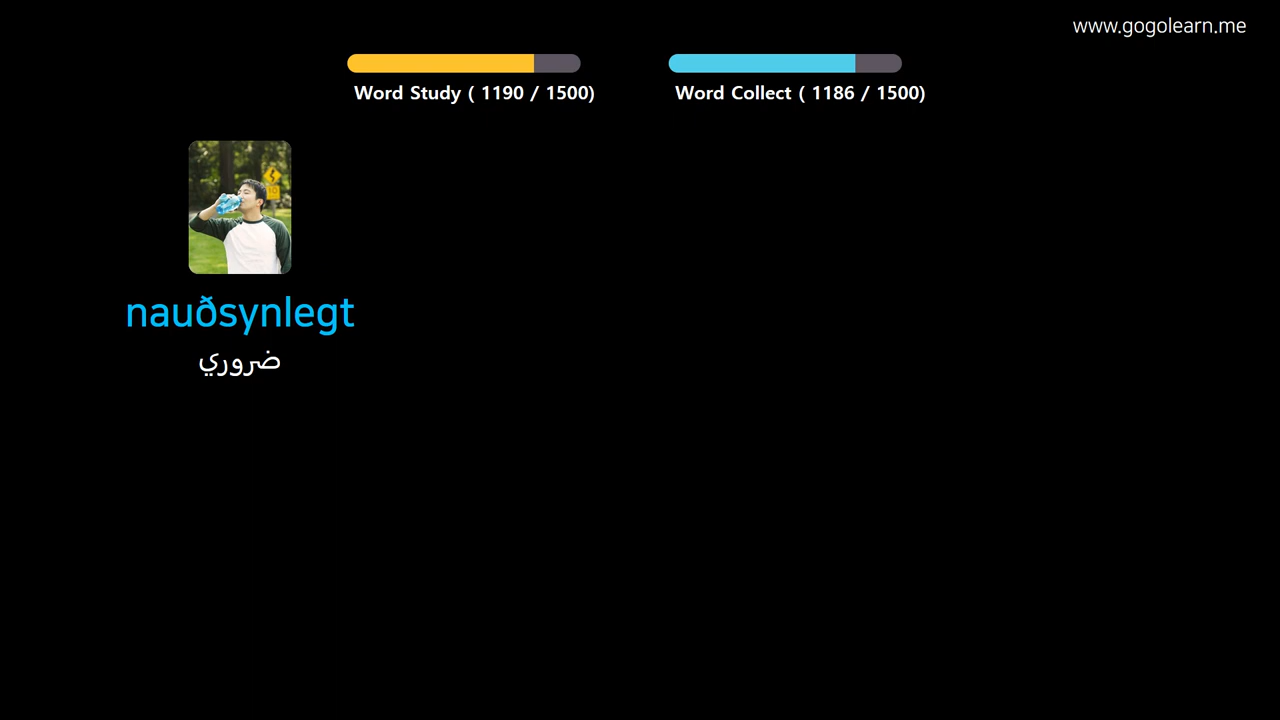 www.gogolearn.me
Word Study ( 1190 / 1500)
Word Collect ( 1186 / 1500)
nauðsynlegt
ضروري